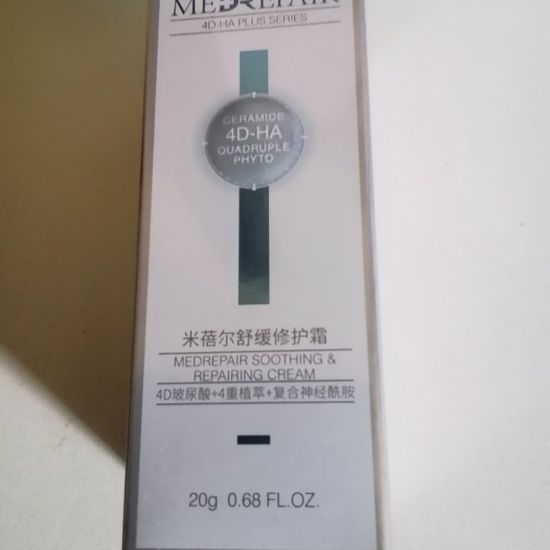 MEDREPAIR
4D-HA PLUS SERIES
CERAMIDE
4D-HA
QUADRUPLE
PHYTO
米蓓尔舒缓修护霜
MEDREPAIR SOOTHING &
REPAIRING CREAM
4D玻尿酸+4重植萃+复合神经酰胺
20g 0.68 FL.OZ.